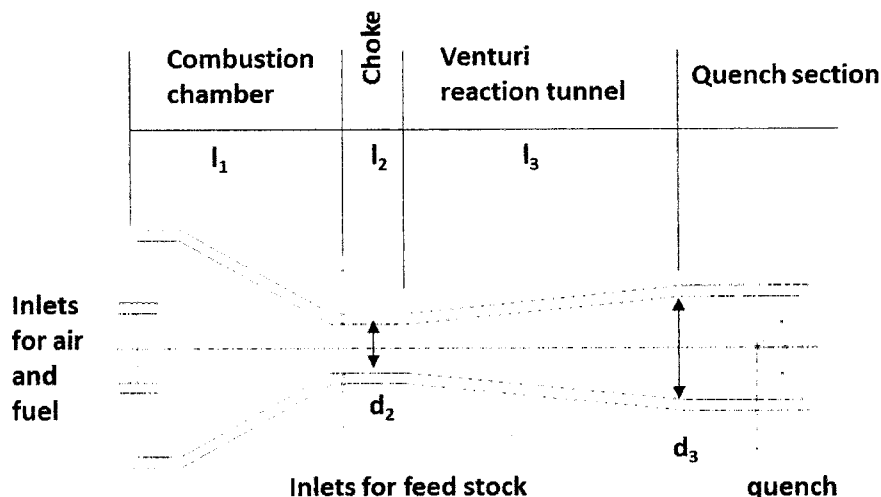 Combustion
chamber
Choke
Venturi
reaction tunnel
Quench section
l₁
l₂
l₃
Inlets
for air
and
fuel
d₂
d₃
Inlets for feed stock
quench